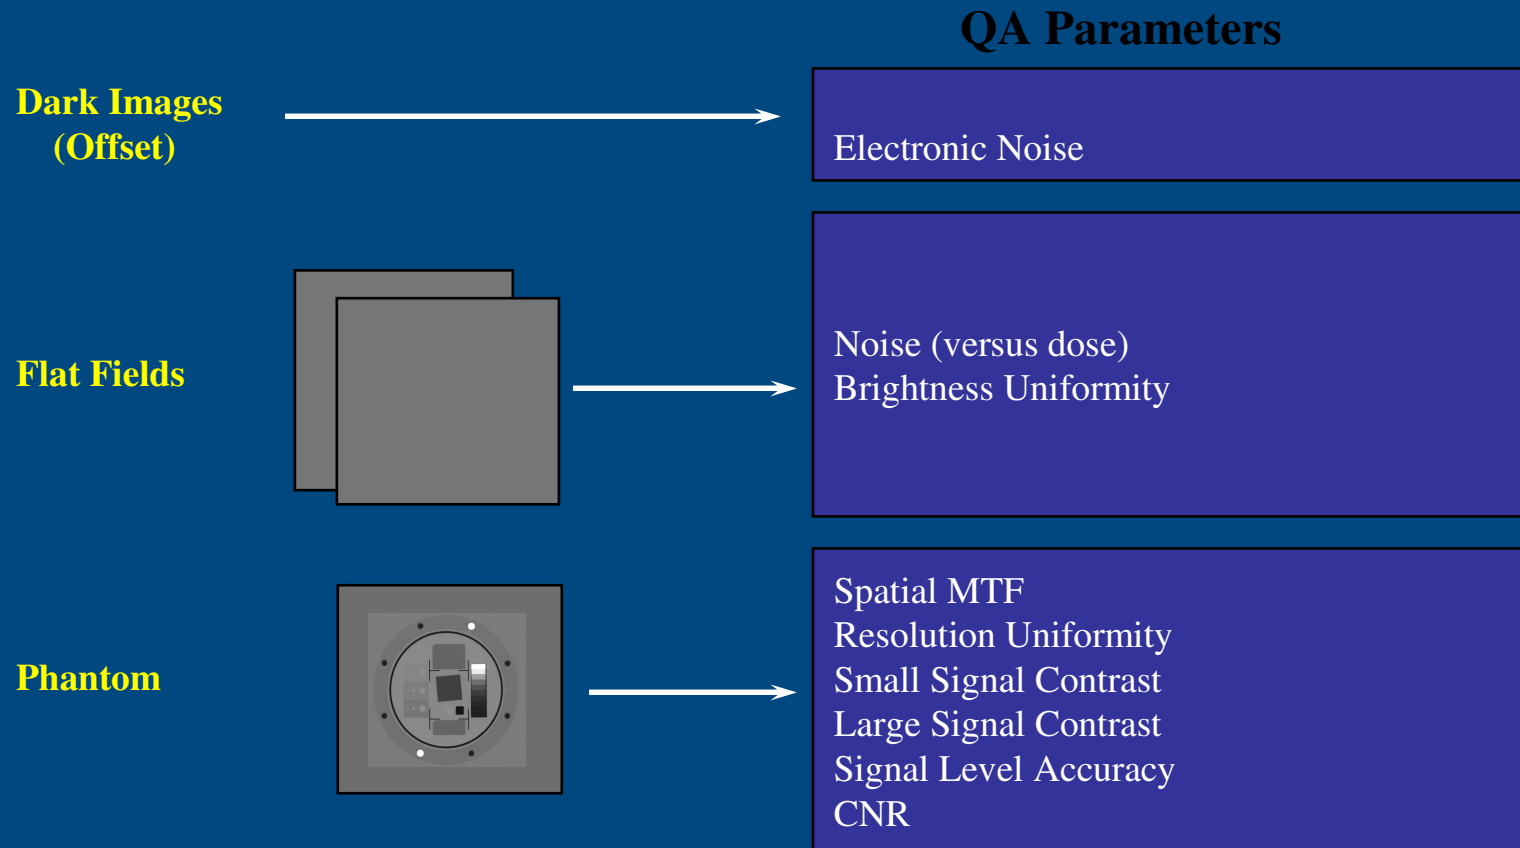 QA Parameters
Dark Images
(Offset)
Electronic Noise
Flat Fields
Noise (versus dose)
Brightness Uniformity
Phantom
Spatial MTF
Resolution Uniformity
Small Signal Contrast
Large Signal Contrast
Signal Level Accuracy
CNR